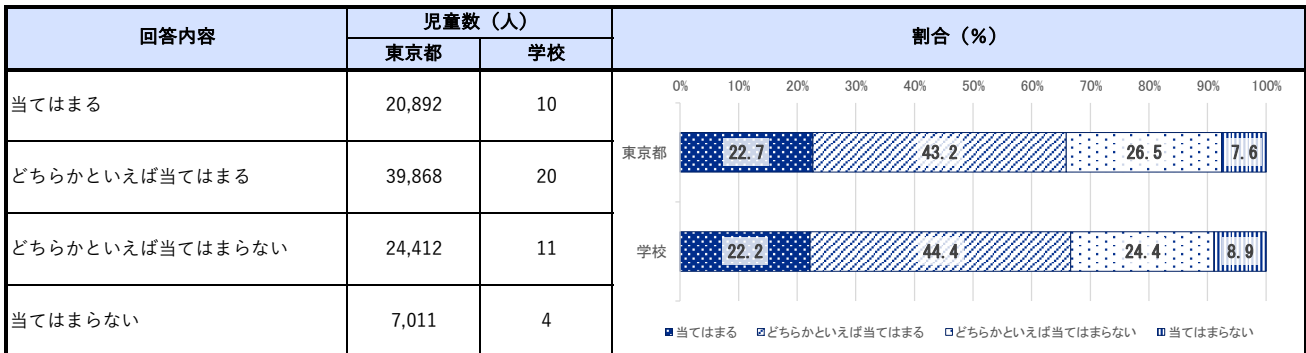 回答内容 児童数（人） 割合（%）
東京都 学校
当てはまる 20,892 10
どちらかといえば当てはまる 39,868 20
どちらかといえば当てはまらない 24,412 11
当てはまらない 7,011 4
0% 10% 20% 30% 40% 50% 60% 70% 80% 90% 100%
東京都 22.7 43.2 26.5 7.6
学校 22.2 44.4 24.4 8.9
当てはまる どちらかといえば当てはまる どちらかといえば当てはまらない 当てはまらない